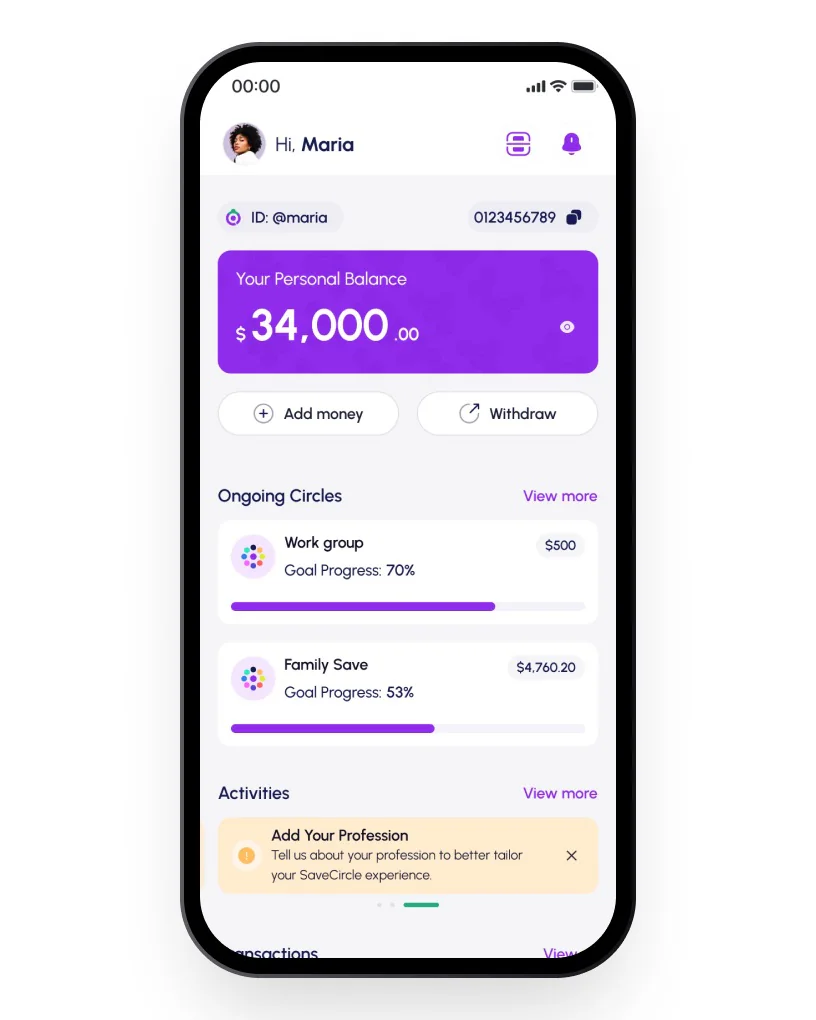 00:00
Hi, Maria
ID: @maria
0123456789
Your Personal Balance
$ 34,000 .00
Add money
Withdraw
Ongoing Circles
View more
Work group
$500
Goal Progress: 70%
Family Save
$4,760.20
Goal Progress: 53%
Activities
View more
Add Your Profession
Tell us about your profession to better tailor
your SaveCircle experience.
ansactions
View